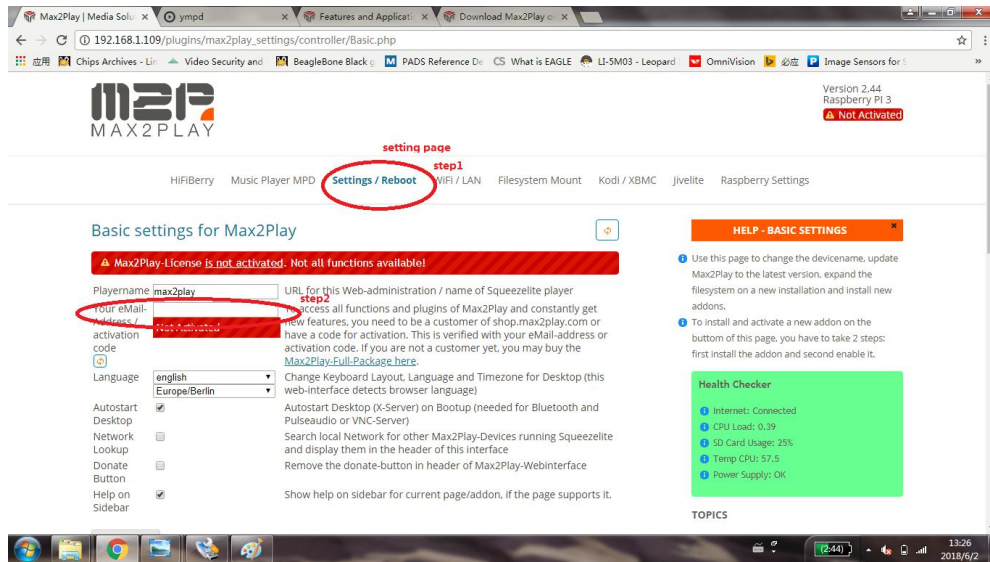 Max2Play | Media Solu
ympd
Features and Applicati
Download Max2Play o
192.168.1.109/plugins/max2play_settings/controller/Basic.php
应用
Chips Archives - Lin
Video Security and
BeagleBone Black g
PADS Reference De
CS What is EAGLE
LI-5M03 - Leopard
OmniVision
必应
Image Sensors for S
»
M2P
MAX2PLAY
Version 2.44
Raspberry PI 3
Not Activated
setting page
step1
HiFiBerry Music Player MPD Settings / Reboot WiFi / LAN Filesystem Mount Kodi / XBMC Jivelite Raspberry Settings
Basic settings for Max2Play
Max2Play-License is not activated. Not all functions available!
Playername max2play URL for this Web-administration / name of Squeezelite player
step2
Your eMail-
Address /
activation
code
Not Activated
To access all functions and plugins of Max2Play and constantly get
new features, you need to be a customer of shop.max2play.com or
have a code for activation. This is verified with your eMail-address or
activation code. If you are not a customer yet, you may buy the
Max2Play-Full-Package here.
Language
english
Europe/Berlin
Change Keyboard Layout, Language and Timezone for Desktop (this
web-interface detects browser language)
Autostart
Desktop
Autostart Desktop (X-Server) on Bootup (needed for Bluetooth and
Pulseaudio or VNC-Server)
Network
Lookup
Search local Network for other Max2Play-Devices running Squeezelite
and display them in the header of this interface
Donate
Button
Remove the donate-button in header of Max2Play-Webinterface
Help on
Sidebar
Show help on sidebar for current page/addon, if the page supports it.
HELP - BASIC SETTINGS
Use this page to change the devicename, update
Max2Play to the latest version, expand the
filesystem on a new installation and install new
addons.
To install and activate a new addon on the
buttom of this page, you have to take 2 steps:
first install the addon and second enable it.
Health Checker
Internet: Connected
CPU Load: 0.39
SD Card Usage: 25%
Temp CPU: 57.5
Power Supply: OK
TOPICS
(2:44)
13:26
2018/6/2